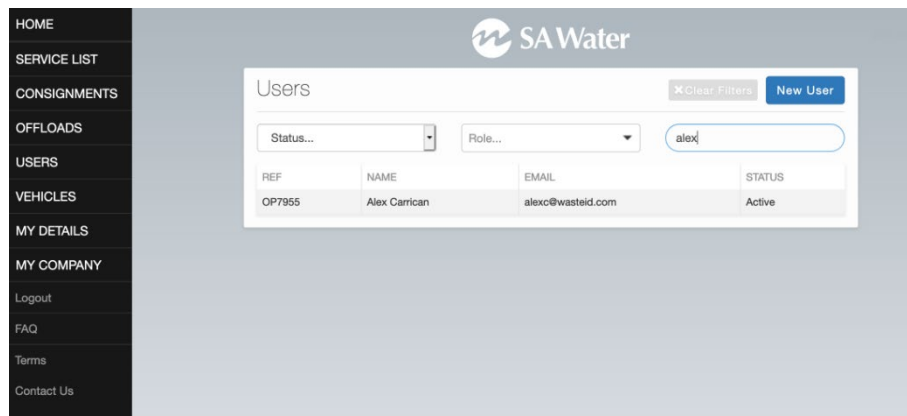 HOME
SERVICE LIST
CONSIGNMENTS
OFFLOADS
USERS
VEHICLES
MY DETAILS
MY COMPANY
Logout
FAQ
Terms
Contact Us
SA Water
Users
Clear Filters
New User
Status...
Role...
alex
REF NAME EMAIL STATUS
OP7955 Alex Carrican alexc@wasteid.com Active